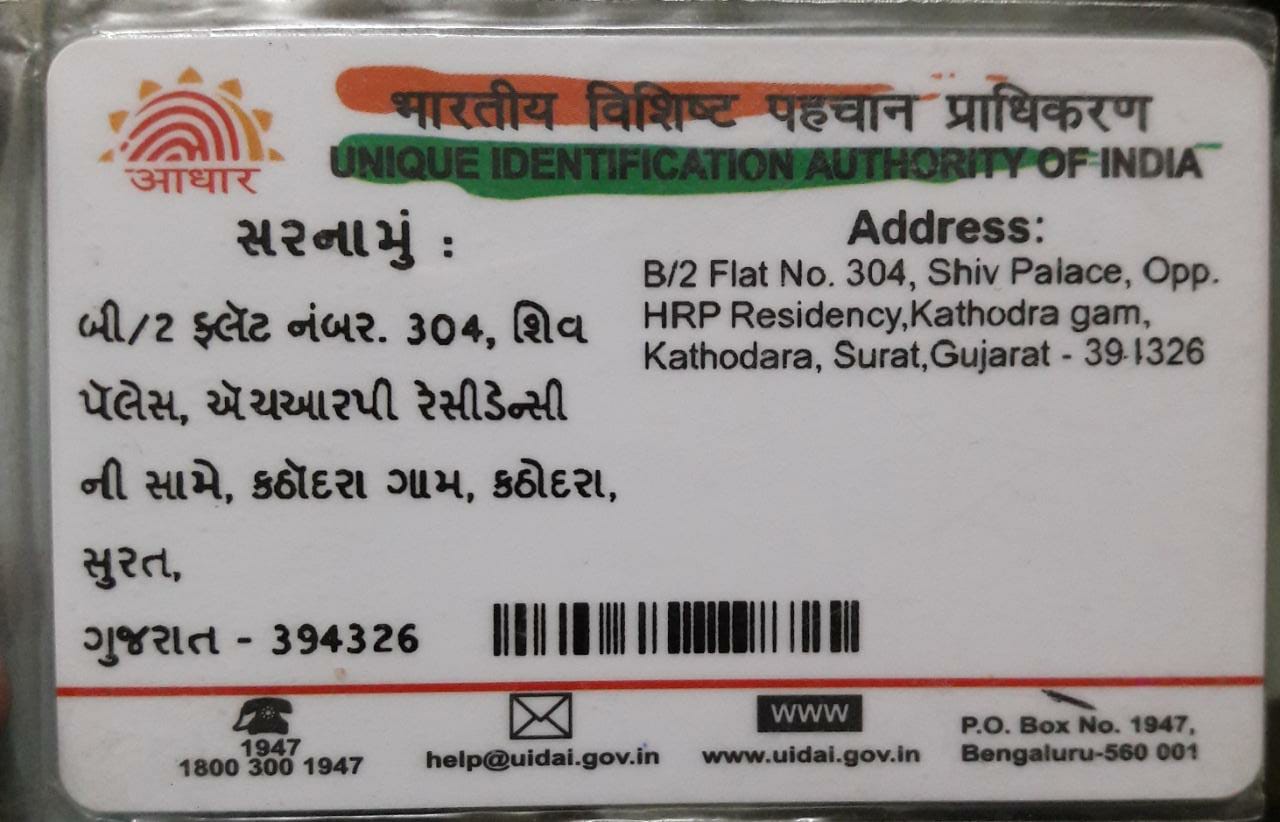 भारतीय विशिष्ट पहचान प्राधिकरण
UNIQUE IDENTIFICATION AUTHORITY OF INDIA
आधार
સરનામું :
બી/2 ફ્લૅટ નંબર. 304, શિવ
પૅલેસ, ઍચઆરપી રેસીડેન્સી
ની સામે, કઠૉદરા ગામ, કઠોદરા,
સુરત,
ગુજરાત - 394326
Address:
B/2 Flat No. 304, Shiv Palace, Opp.
HRP Residency,Kathodra gam,
Kathodara, Surat,Gujarat - 394326
1947
1800 300 1947
help@uidai.gov.in
www
www.uidai.gov.in
P.O. Box No. 1947,
Bengaluru-560 001